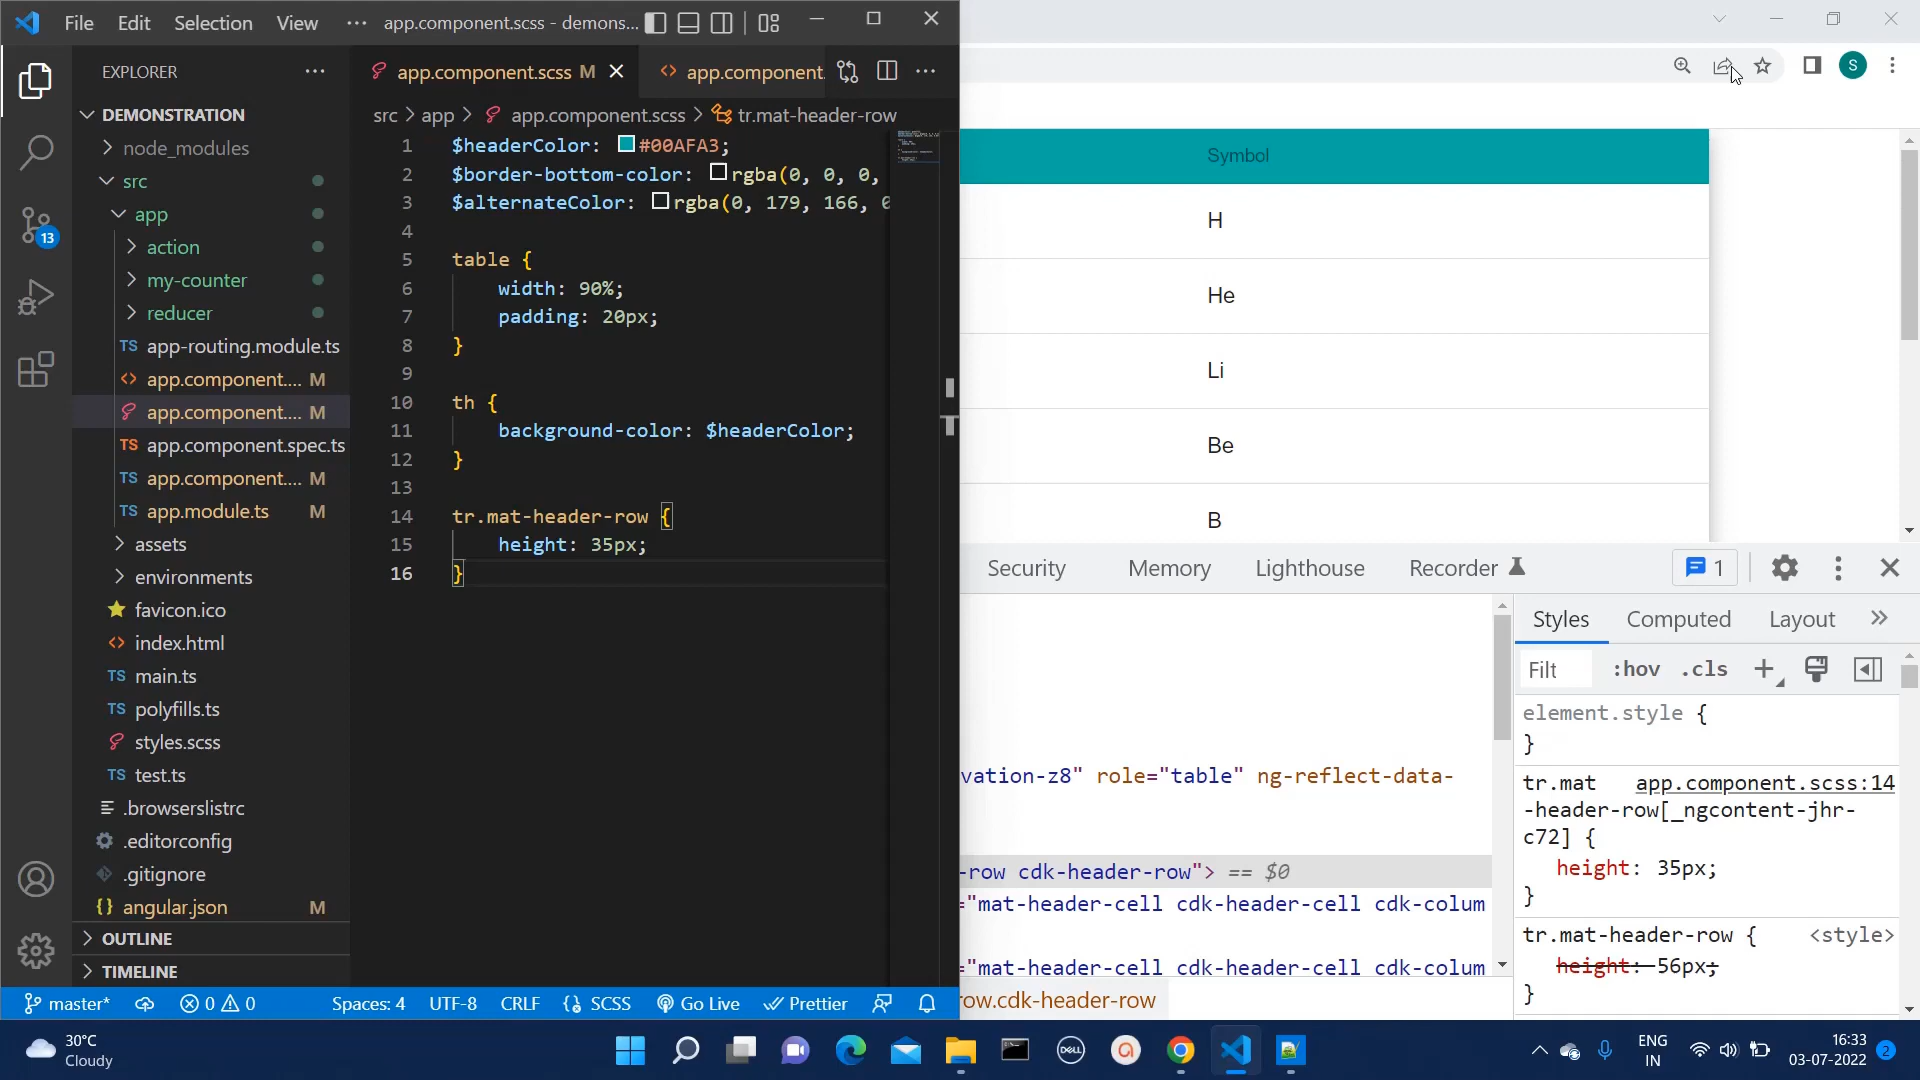 File Edit Selection View ··· app.component.scss - demons...
EXPLORER ···
DEMONSTRATION
node_modules
src
app
action
my-counter
reducer
TS app-routing.module.ts
<> app.component.... M
app.component.... M
TS app.component.spec.ts
TS app.component.... M
TS app.module.ts M
assets
environments
favicon.ico
<> index.html
TS main.ts
TS polyfills.ts
styles.scss
TS test.ts
.browserslistrc
.editorconfig
.gitignore
{} angular.json M
OUTLINE
TIMELINE
13
app.component.scss M
<> app.component.
src > app > app.component.scss > tr.mat-header-row
1 $headerColor: #00AFA3;
2 $border-bottom-color: rgba(0, 0, 0,
3 $alternateColor: rgba(0, 179, 166, 0
4
5 table {
6 width: 90%;
7 padding: 20px;
8 }
9
10 th {
11 background-color: $headerColor;
12 }
13
14 tr.mat-header-row {
15 height: 35px;
16 }
master* 0 0 Spaces: 4 UTF-8 CRLF {} SCSS Go Live Prettier
S
Symbol
H
He
Li
Be
B
Security Memory Lighthouse Recorder 1
vation-z8" role="table" ng-reflect-data-
-row cdk-header-row"> == $0
="mat-header-cell cdk-header-cell cdk-colum
="mat-header-cell cdk-header-cell cdk-colum
row.cdk-header-row
Styles Computed Layout
Filt :hov .cls
element.style {
}
tr.mat app.component.scss:14
-header-row[_ngcontent-jhr-
c72] {
height: 35px;
}
tr.mat-header-row { <style>
height: 56px;
}
30°C
Cloudy
DELL
ENG
IN
16:33
03-07-2022
2